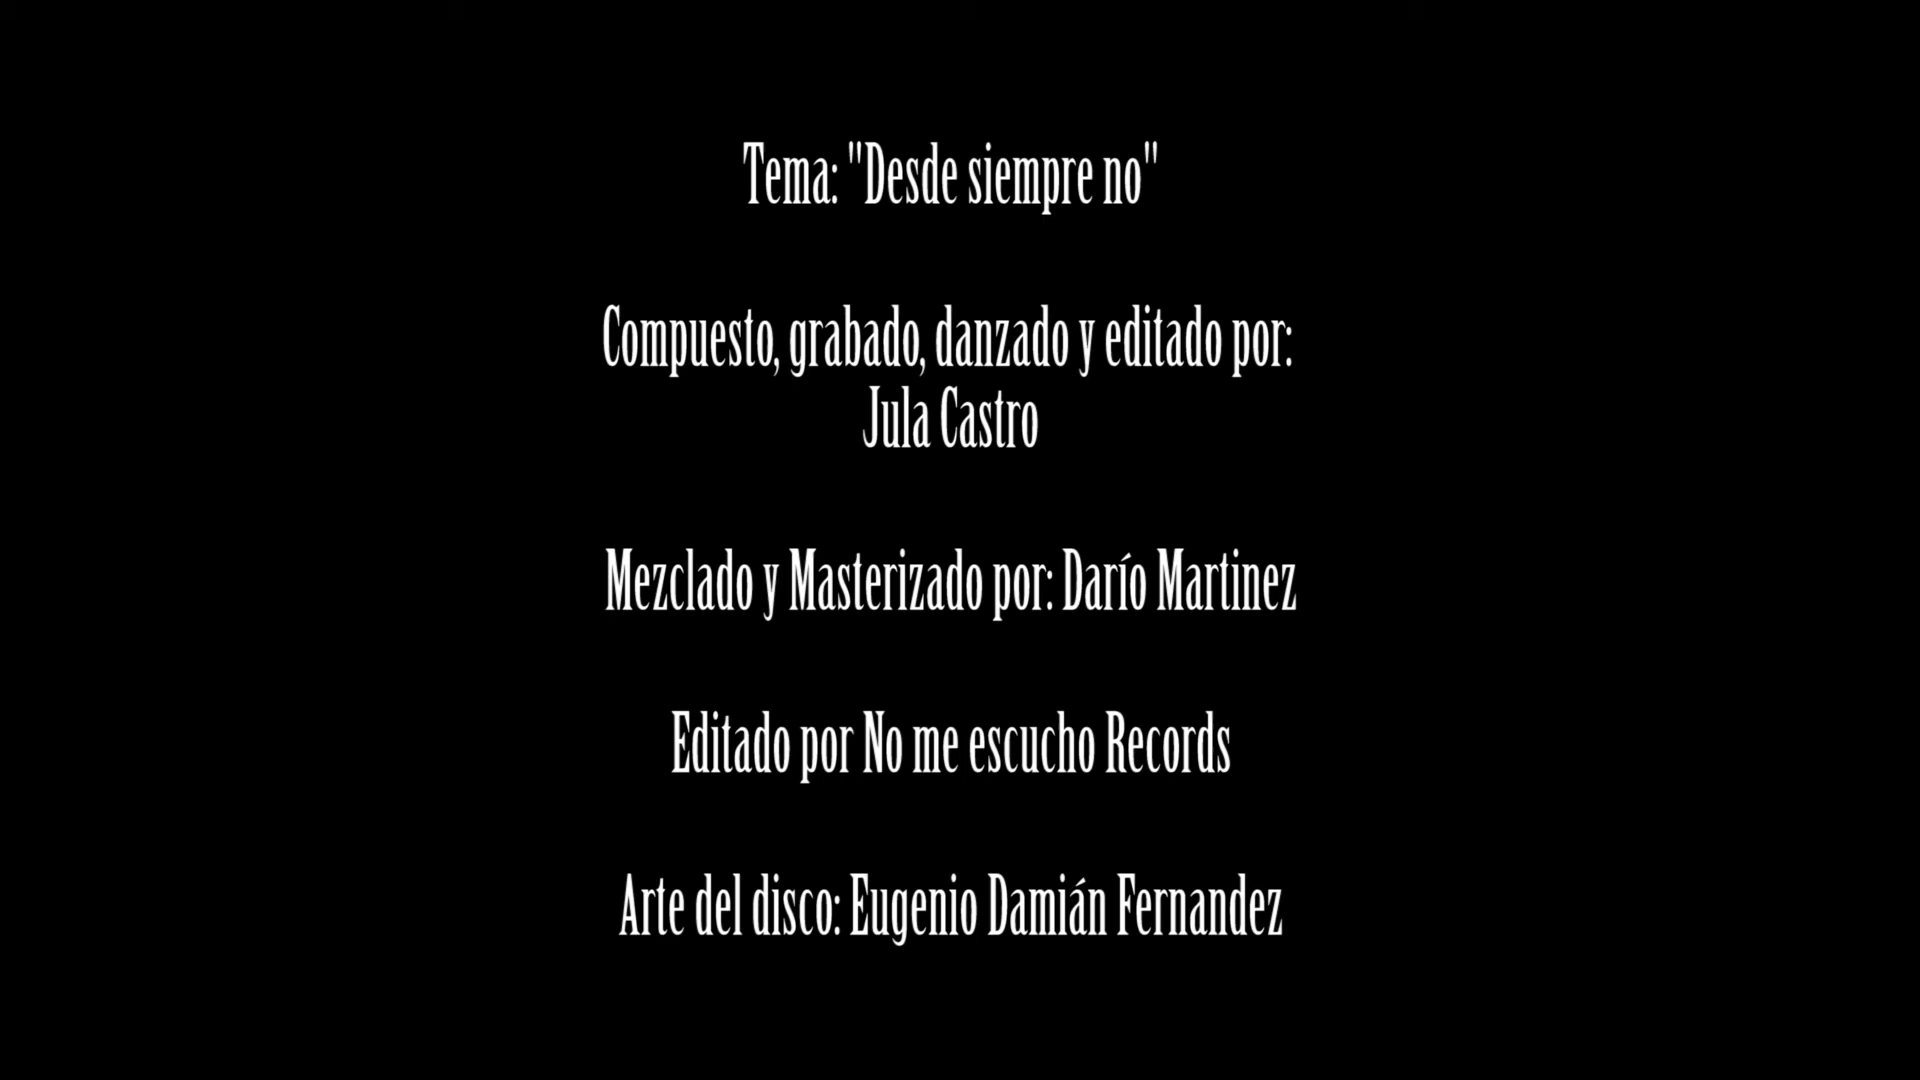 Tema: "Desde siempre no"
Compuesto, grabado, danzado y editado por:
Jula Castro
Mezclado y Masterizado por: Darío Martinez
Editado por No me escucho Records
Arte del disco: Eugenio Damián Fernandez